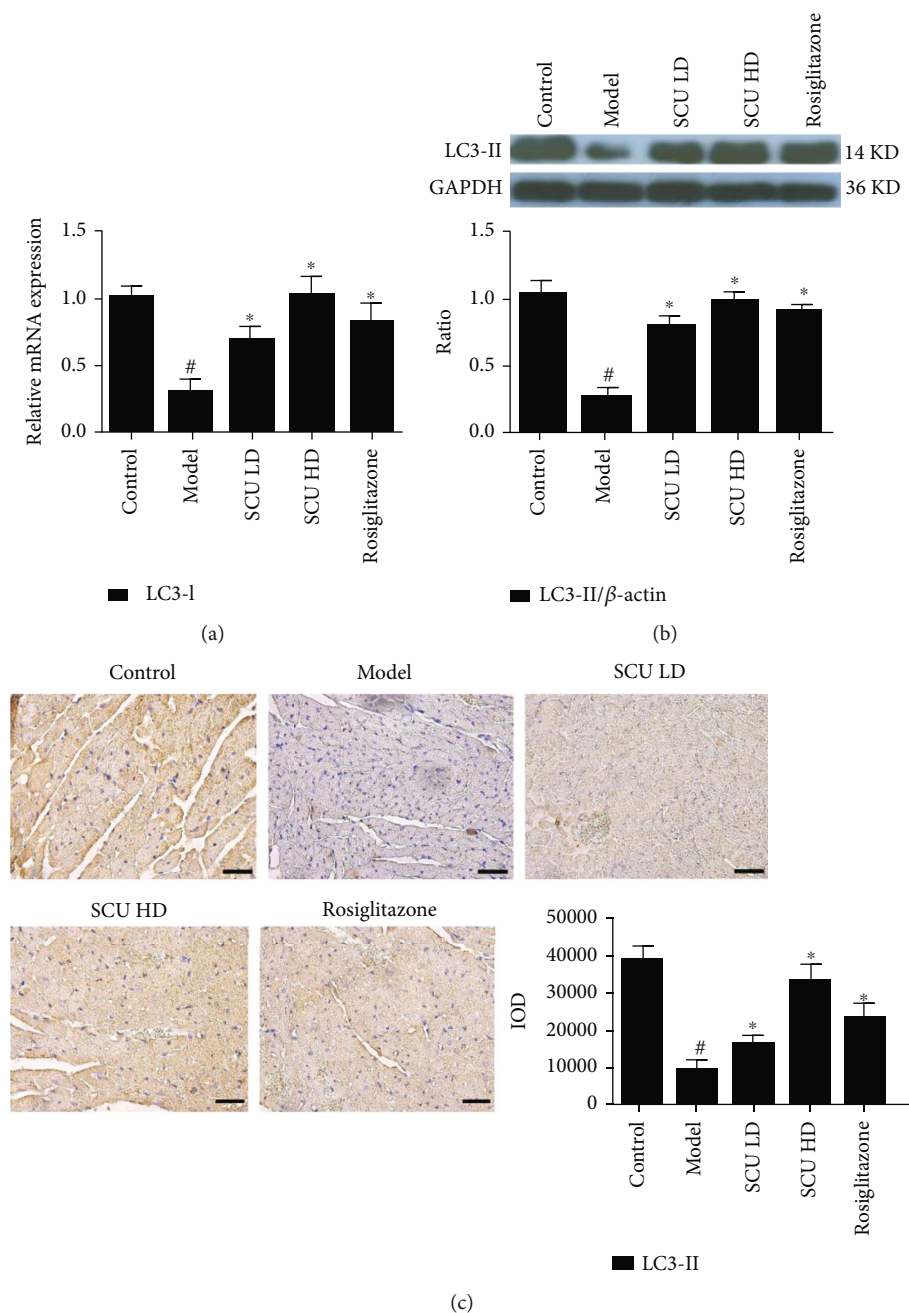 Control
Model
SCU LD
SCU HD
Rosiglitazone
LC3-II
14 KD
GAPDH
36 KD
Relative mRNA expression
1.5
1.0
0.5
0.0
#
*
*
*
Control
Model
SCU LD
SCU HD
Rosiglitazone
LC3-l
(a)
Ratio
1.5
1.0
0.5
0.0
#
*
*
*
Control
Model
SCU LD
SCU HD
Rosiglitazone
LC3-II/β-actin
(b)
Control
Model
SCU LD
SCU HD
Rosiglitazone
IOD
50000
40000
30000
20000
10000
0
#
*
*
*
Control
Model
SCU LD
SCU HD
Rosiglitazone
LC3-II
(c)